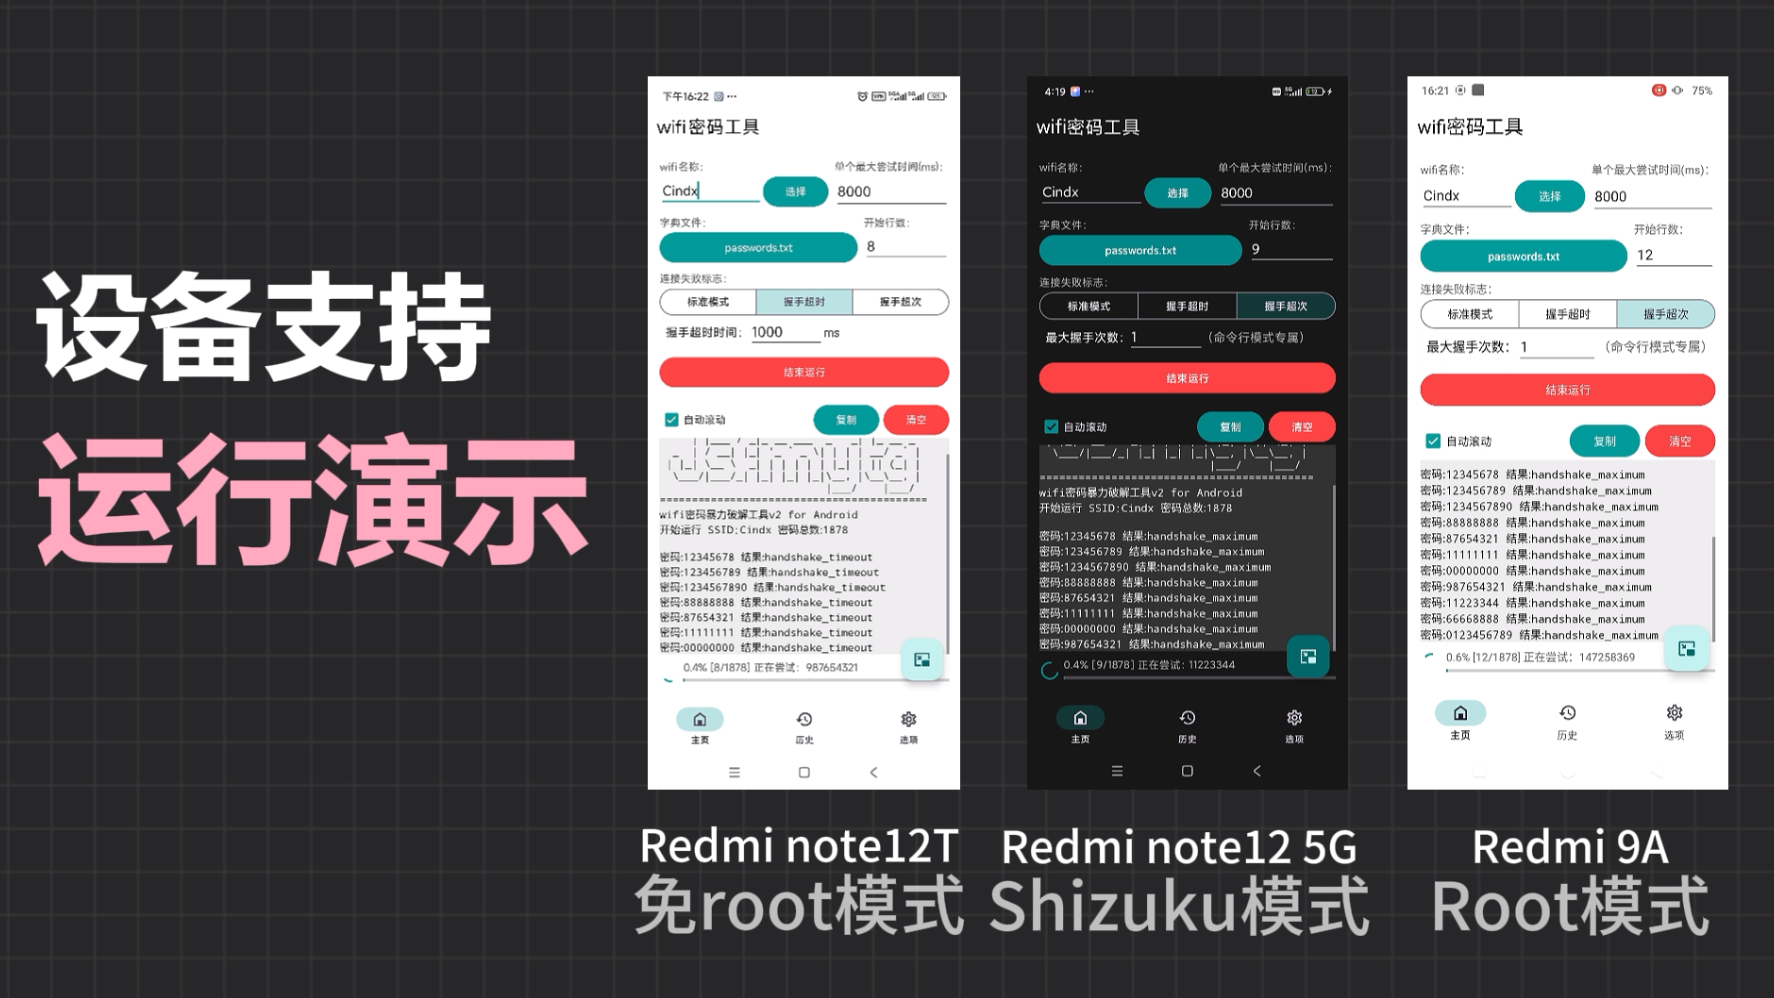 设备支持
运行演示
下午16:22
wifi密码工具
wifi名称:
单个最大尝试时间(ms):
Cindx
选择
8000
字典文件:
开始行数:
passwords.txt
8
连接失败标志:
标准模式
握手超时
握手超次
握手超时时间:
1000
ms
结束运行
自动滚动
复制
清空
===========================================
wifi密码暴力破解工具v2 for Android
开始运行 SSID:Cindx 密码总数:1878
密码:12345678 结果:handshake_timeout
密码:123456789 结果:handshake_timeout
密码:1234567890 结果:handshake_timeout
密码:88888888 结果:handshake_timeout
密码:87654321 结果:handshake_timeout
密码:11111111 结果:handshake_timeout
密码:00000000 结果:handshake_timeout
0.4% [8/1878] 正在尝试: 987654321
主页
历史
选项
Redmi note12T
免root模式
4:19
wifi密码工具
wifi名称:
单个最大尝试时间(ms):
Cindx
选择
8000
字典文件:
开始行数:
passwords.txt
9
连接失败标志:
标准模式
握手超时
握手超次
最大握手次数:
1
(命令行模式专属)
结束运行
自动滚动
复制
清空
===========================================
wifi密码暴力破解工具v2 for Android
开始运行 SSID:Cindx 密码总数:1878
密码:12345678 结果:handshake_maximum
密码:123456789 结果:handshake_maximum
密码:1234567890 结果:handshake_maximum
密码:88888888 结果:handshake_maximum
密码:87654321 结果:handshake_maximum
密码:11111111 结果:handshake_maximum
密码:00000000 结果:handshake_maximum
密码:987654321 结果:handshake_maximum
0.4% [9/1878] 正在尝试: 11223344
主页
历史
选项
Redmi note12 5G
Shizuku模式
16:21
75%
wifi密码工具
wifi名称:
单个最大尝试时间(ms):
Cindx
选择
8000
字典文件:
开始行数:
passwords.txt
12
连接失败标志:
标准模式
握手超时
握手超次
最大握手次数:
1
(命令行模式专属)
结束运行
自动滚动
复制
清空
密码:12345678 结果:handshake_maximum
密码:123456789 结果:handshake_maximum
密码:1234567890 结果:handshake_maximum
密码:88888888 结果:handshake_maximum
密码:87654321 结果:handshake_maximum
密码:11111111 结果:handshake_maximum
密码:00000000 结果:handshake_maximum
密码:987654321 结果:handshake_maximum
密码:11223344 结果:handshake_maximum
密码:66668888 结果:handshake_maximum
密码:0123456789 结果:handshake_maximum
0.6% [12/1878] 正在尝试: 147258369
主页
历史
选项
Redmi 9A
Root模式